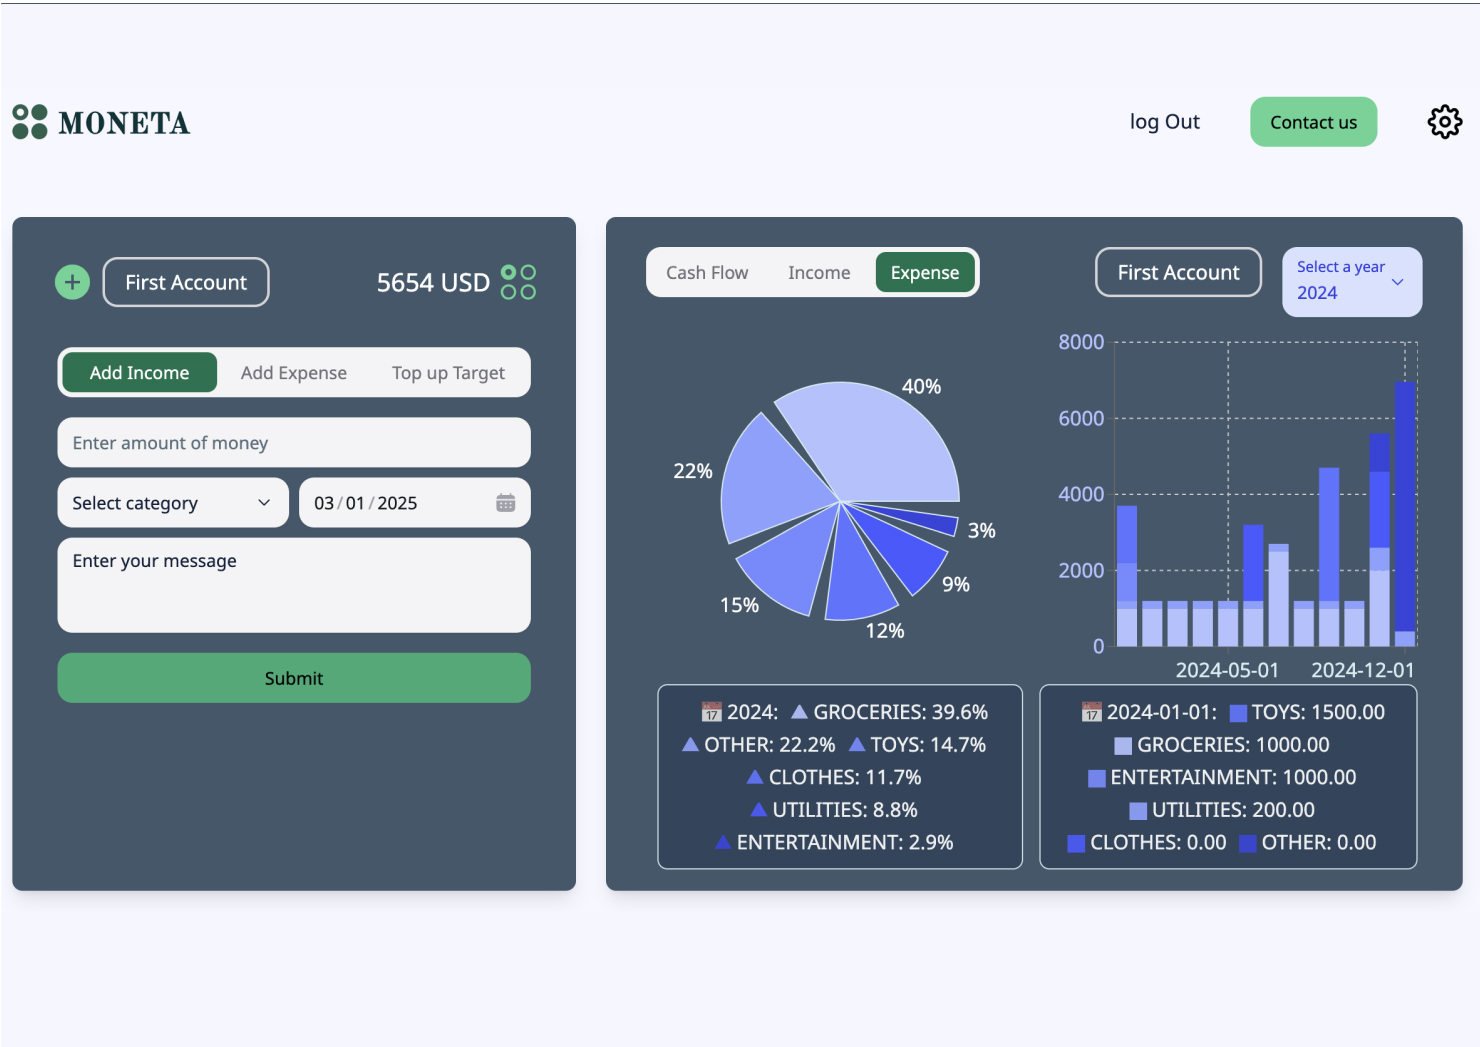 MONETA
log Out
Contact us
First Account
5654 USD
Add Income
Add Expense
Top up Target
Enter amount of money
Select category
03/01/2025
Enter your message
Submit
Cash Flow
Income
Expense
First Account
Select a year
2024
40%
22%
15%
12%
9%
3%
8000
6000
4000
2000
0
2024-05-01
2024-12-01
17 2024: GROCERIES: 39.6%
OTHER: 22.2% TOYS: 14.7%
CLOTHES: 11.7%
UTILITIES: 8.8%
ENTERTAINMENT: 2.9%
17 2024-01-01: TOYS: 1500.00
GROCERIES: 1000.00
ENTERTAINMENT: 1000.00
UTILITIES: 200.00
CLOTHES: 0.00 OTHER: 0.00